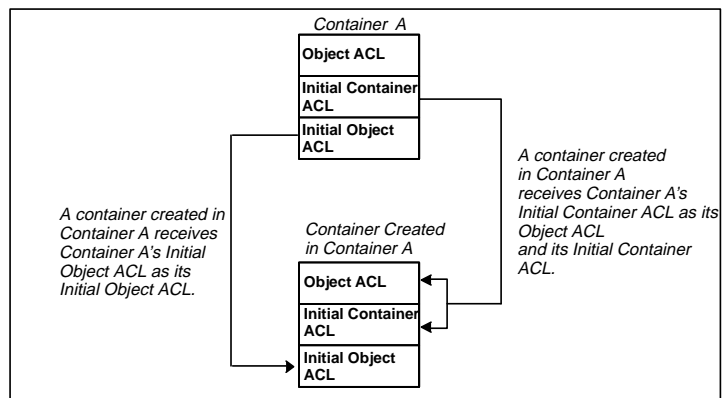 Container A
Object ACL
Initial Container
ACL
Initial Object
ACL
A container created
in Container A
receives Container A's
Initial Container ACL as its
Object ACL
and its Initial Container
ACL.
A container created in
Container A receives
Container A's Initial
Object ACL as its
Initial Object ACL.
Container Created
in Container A
Object ACL
Initial Container
ACL
Initial Object
ACL